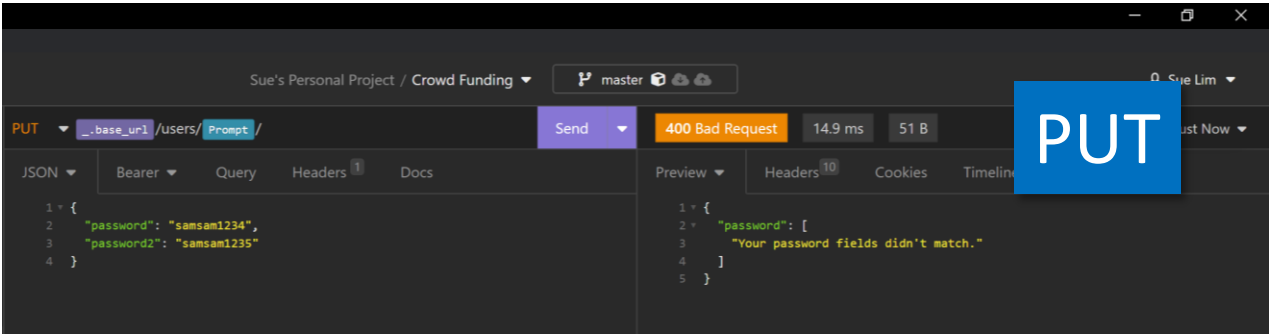 Sue's Personal Project / Crowd Funding
master
Sue Lim
PUT _.base_url /users/ Prompt /
Send
400 Bad Request 14.9 ms 51 B
Just Now
PUT
JSON Bearer Query Headers 1 Docs
Preview Headers 10 Cookies Timeline
1 {
2 "password": "samsam1234",
3 "password2": "samsam1235"
4 }
1 {
2 "password": [
3 "Your password fields didn't match."
4 ]
5 }